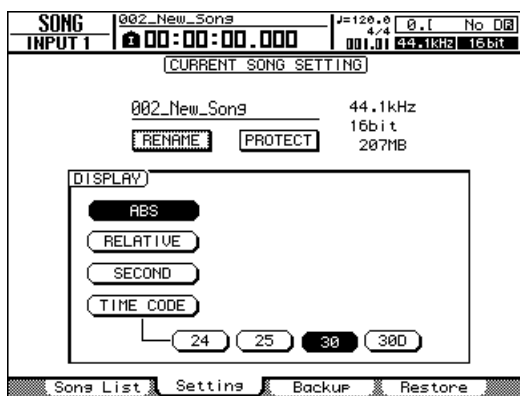 SONG
INPUT 1
002_New_Song
00:00:00.000
♩=120.0
4/4
001.01
0.[ No D
44.1kHz 16bit
CURRENT SONG SETTING
002_New_Song
44.1kHz
16bit
207MB
RENAME PROTECT
DISPLAY
ABS
RELATIVE
SECOND
TIME CODE
24 25 30 30D
Song List Setting Backup Restore